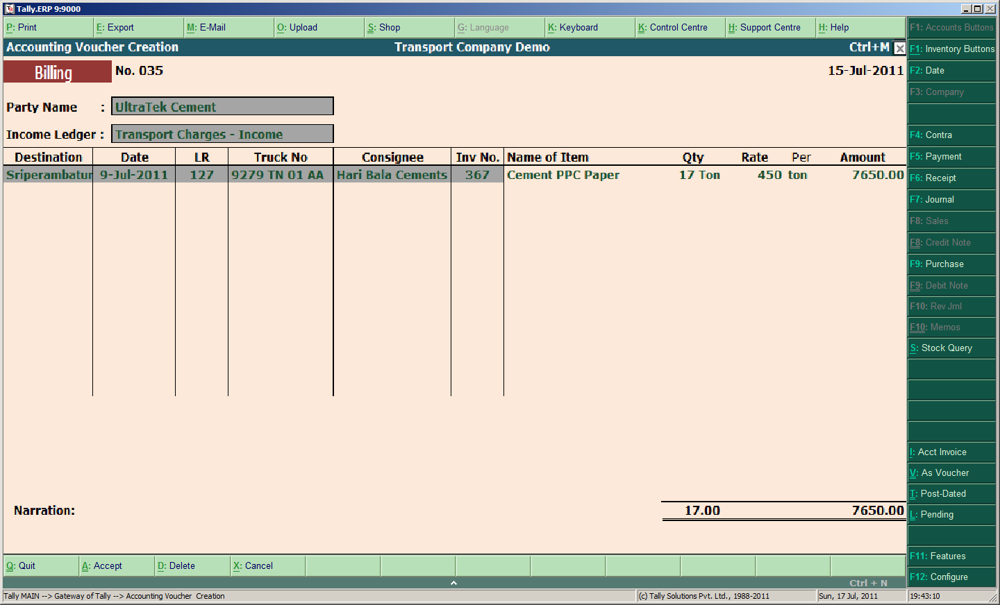 Tally.ERP 9:9000
P: Print E: Export M: E-Mail O: Upload S: Shop G: Language K: Keyboard K: Control Centre H: Support Centre H: Help
Accounting Voucher Creation Transport Company Demo Ctrl+M
Billing No. 035 15-Jul-2011
Party Name : UltraTek Cement
Income Ledger : Transport Charges - Income
Destination Date LR Truck No Consignee Inv No. Name of Item Qty Rate Per Amount
Sriperambatur 9-Jul-2011 127 9279 TN 01 AA Hari Bala Cements 367 Cement PPC Paper 17 Ton 450 ton 7650.00
Narration: 17.00 7650.00
Q: Quit A: Accept D: Delete X: Cancel
Ctrl + N
F1: Accounts Buttons
F1: Inventory Buttons
F2: Date
F3: Company
F4: Contra
F5: Payment
F6: Receipt
F7: Journal
F8: Sales
F8: Credit Note
F9: Purchase
F9: Debit Note
F10: Rev Jrnl
F10: Memos
S: Stock Query
I: Acct Invoice
V: As Voucher
T: Post-Dated
L: Pending
F11: Features
F12: Configure
Tally MAIN --> Gateway of Tally --> Accounting Voucher Creation (c) Tally Solutions Pvt. Ltd., 1988-2011 Sun, 17 Jul, 2011 19:43:10